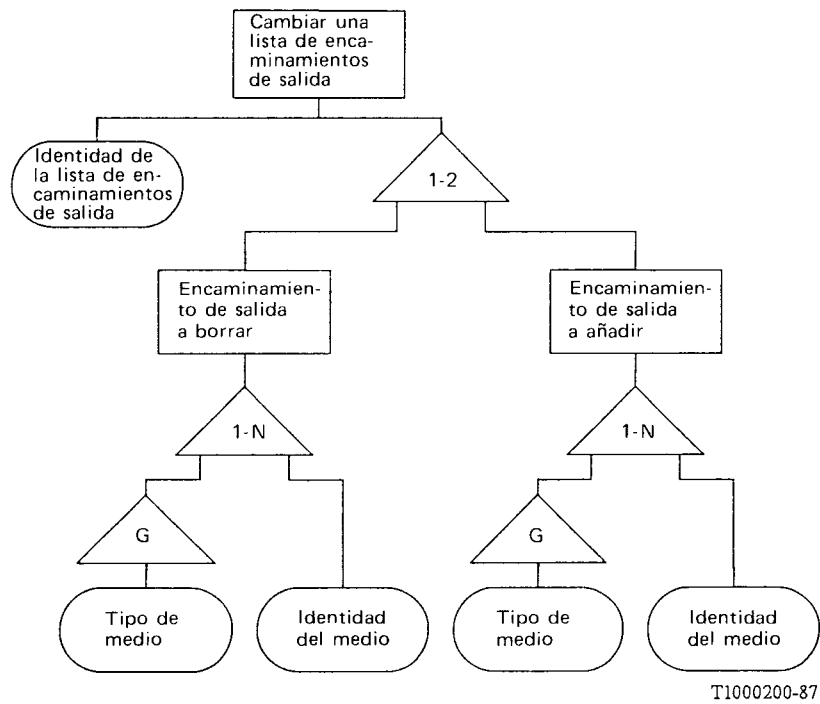 Cambiar una
lista de enca-
minamientos
de salida
Identidad de
la lista de en-
caminamientos
de salida
1-2
Encaminamien-
to de salida
a borrar
Encaminamien-
to de salida
a añadir
1-N
1-N
G
G
Tipo de
medio
Identidad
del medio
Tipo de
medio
Identidad
del medio
T1000200-87